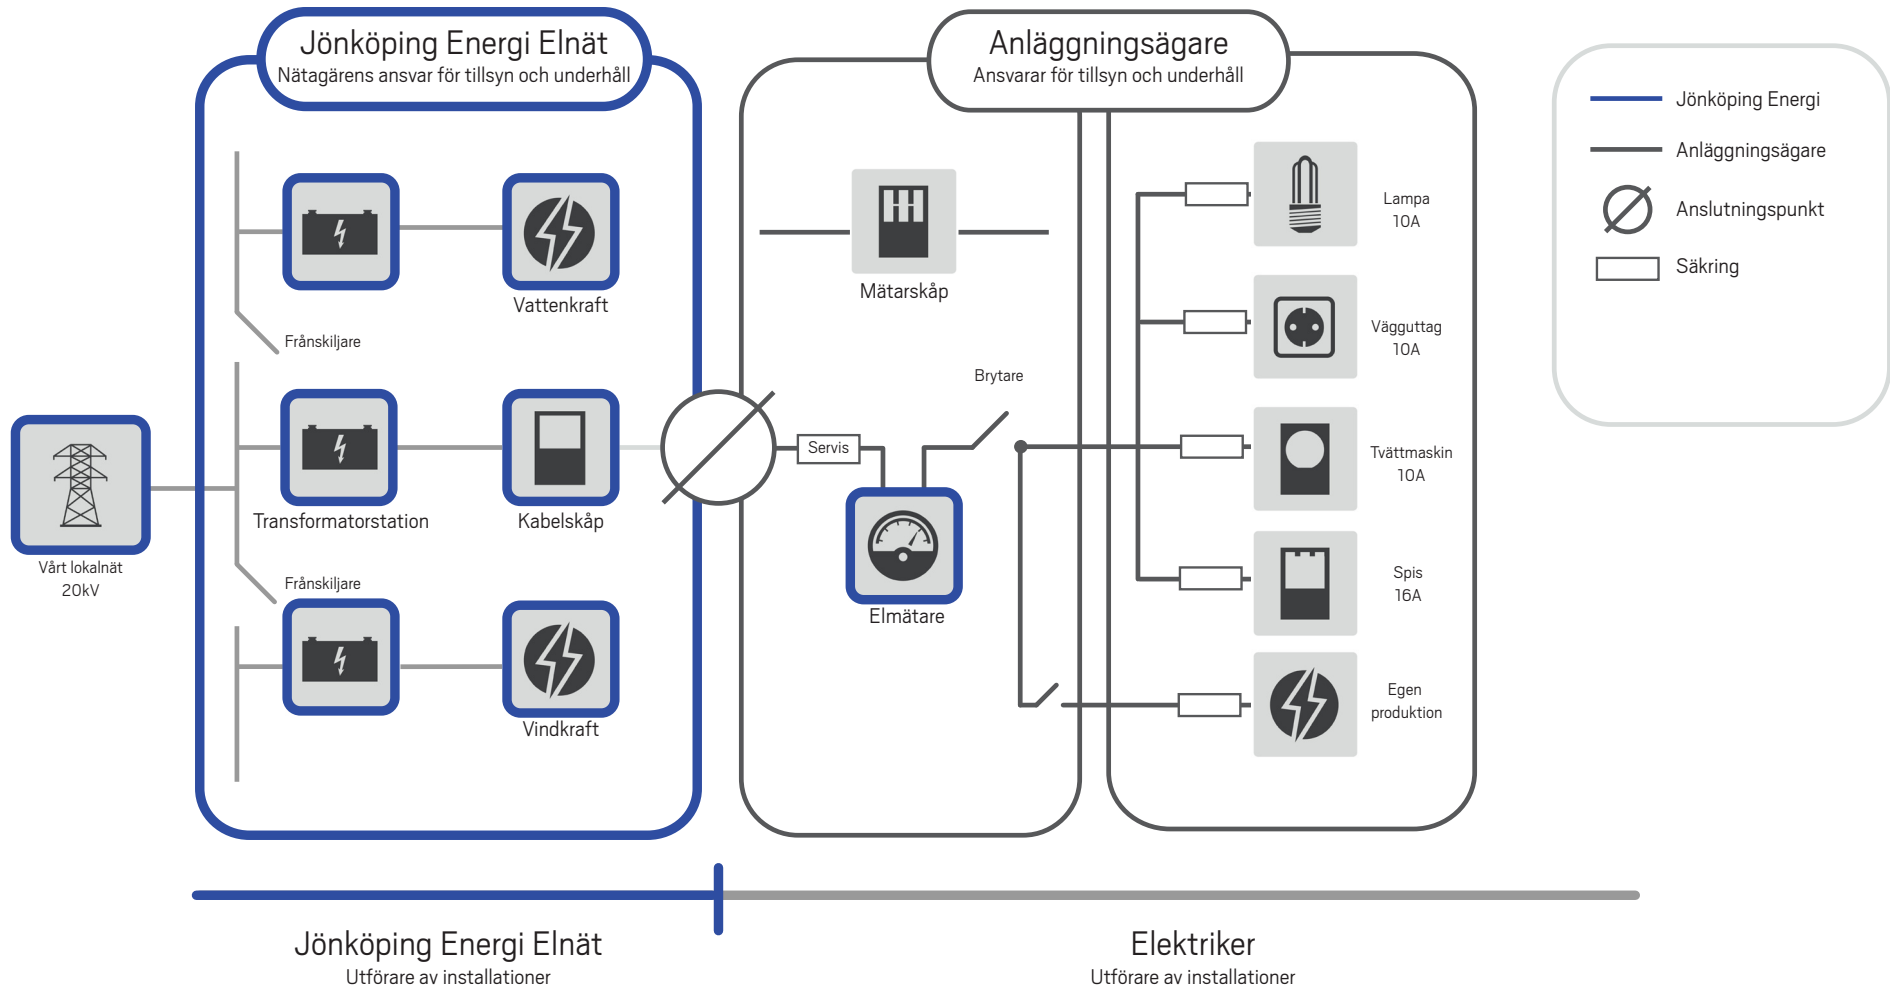 Jönköping Energi Elnät
Nätagärens ansvar för tillsyn och underhåll
Anläggningsägare
Ansvarar för tillsyn och underhåll
Jönköping Energi
Anläggningsägare
Anslutningspunkt
Säkring
Vattenkraft
Frånskiljare
Transformatorstation
Kabelskåp
Vårt lokalnät
20kV
Frånskiljare
Vindkraft
Mätarskåp
Brytare
Servis
Elmätare
Lampa
10A
Vägguttag
10A
Tvättmaskin
10A
Spis
16A
Egen
produktion
Jönköping Energi Elnät
Utförare av installationer
Elektriker
Utförare av installationer